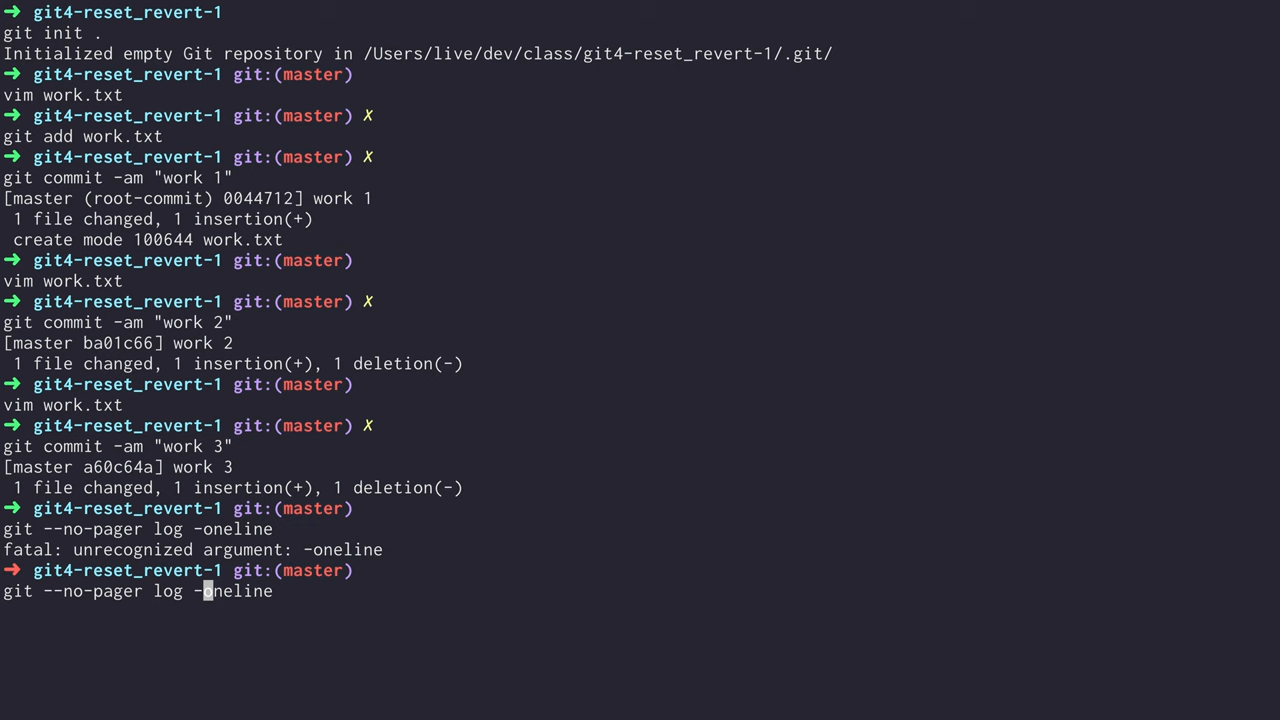 ➜ git4-reset_revert-1
git init .
Initialized empty Git repository in /Users/live/dev/class/git4-reset_revert-1/.git/
➜ git4-reset_revert-1 git:(master)
vim work.txt
➜ git4-reset_revert-1 git:(master) ✗
git add work.txt
➜ git4-reset_revert-1 git:(master) ✗
git commit -am "work 1"
[master (root-commit) 0044712] work 1
 1 file changed, 1 insertion(+)
 create mode 100644 work.txt
➜ git4-reset_revert-1 git:(master)
vim work.txt
➜ git4-reset_revert-1 git:(master) ✗
git commit -am "work 2"
[master ba01c66] work 2
 1 file changed, 1 insertion(+), 1 deletion(-)
➜ git4-reset_revert-1 git:(master)
vim work.txt
➜ git4-reset_revert-1 git:(master) ✗
git commit -am "work 3"
[master a60c64a] work 3
 1 file changed, 1 insertion(+), 1 deletion(-)
➜ git4-reset_revert-1 git:(master)
git --no-pager log -oneline
fatal: unrecognized argument: -oneline
➜ git4-reset_revert-1 git:(master)
git --no-pager log -oneline